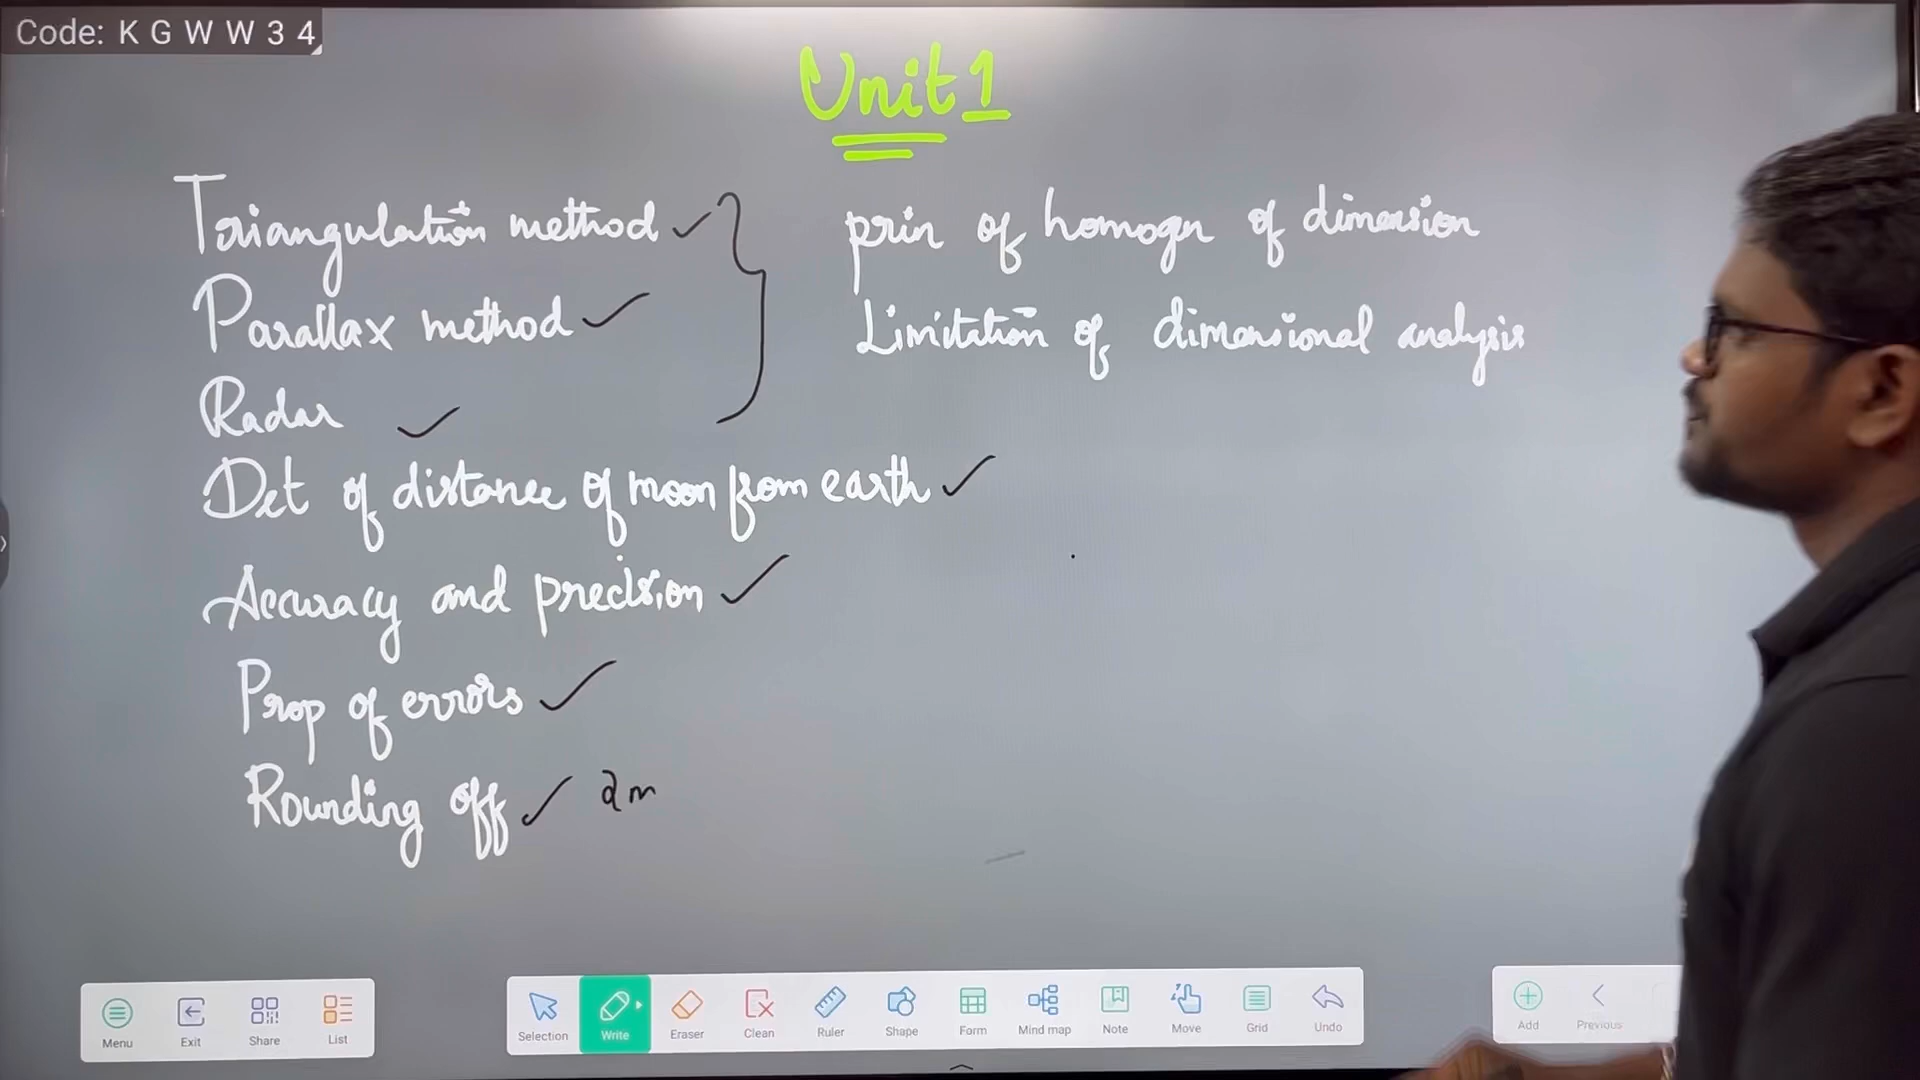 Code: K G W W 3 4
Unit 1
Triangulation method
Parallax method
Radar
Det of distance of moon from earth
Accuracy and precision
Prop of errors
Rounding off 2m
prin of homogn of dimension
Limitation of dimensional analysis
Menu Exit Share List
Selection Write Eraser Clean Ruler Shape Form Mind map Note Move Grid Undo
Add Previous